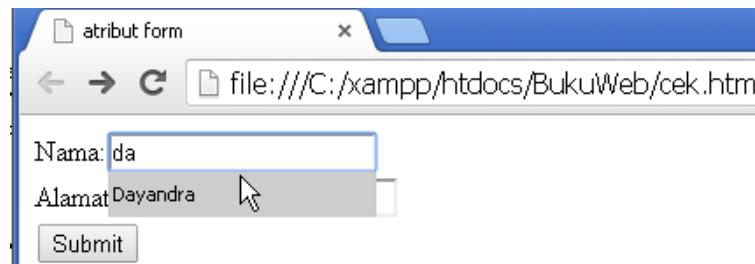 atribut form
file:///C:/xampp/htdocs/BukuWeb/cek.htm
Nama: da
Alamat Dayandra
Submit